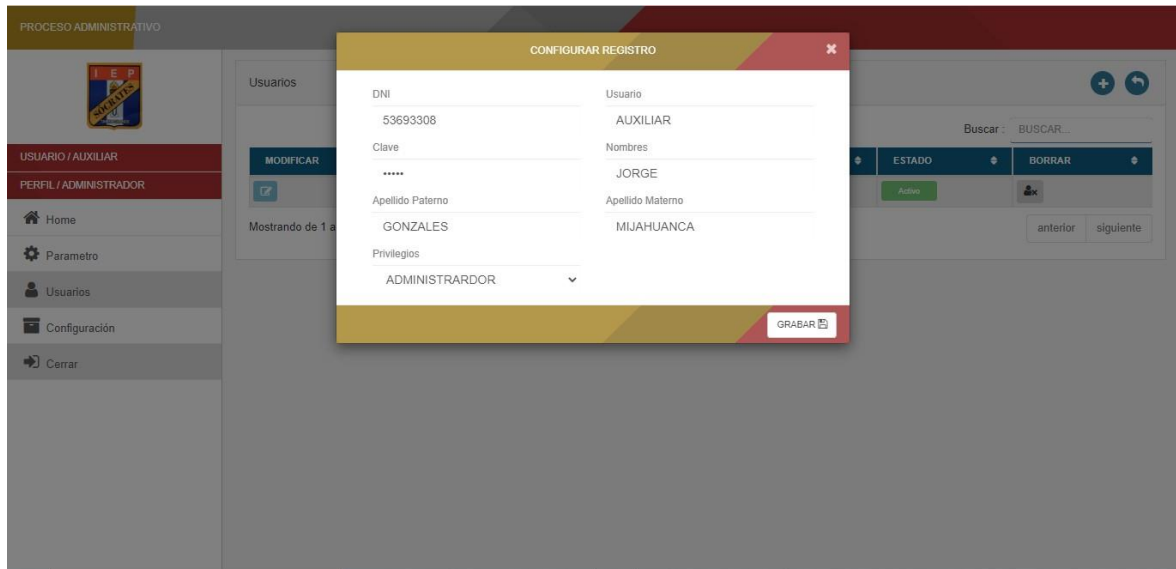 PROCESO ADMINISTRATIVO
CONFIGURAR REGISTRO
I E P
SOCRATES
Usuarios
DNI
Usuario
53693308
AUXILIAR
Buscar : BUSCAR...
Clave
Nombres
USUARIO / AUXILIAR
MODIFICAR
ESTADO
BORRAR
•••••
JORGE
PERFIL / ADMINISTRADOR
Activo
Apellido Paterno
Apellido Materno
Home
Mostrando de 1 a
GONZALES
MIJAHUANCA
anterior
siguiente
Parametro
Privilegios
ADMINISTRARDOR
Usuarios
Configuración
GRABAR
Cerrar